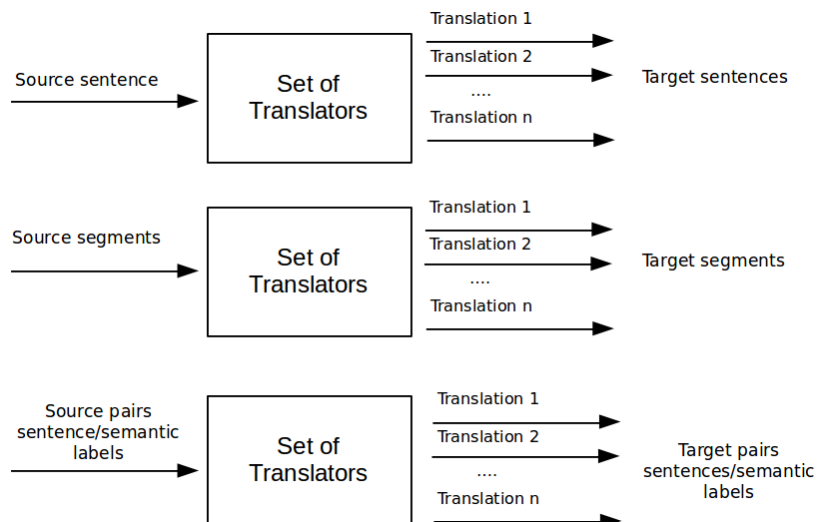 Translation 1
Source sentence
Set of
Translators
Translation 2
....
Translation n
Target sentences
Translation 1
Source segments
Set of
Translators
Translation 2
....
Translation n
Target segments
Source pairs
sentence/semantic
labels
Set of
Translators
Translation 1
Translation 2
....
Translation n
Target pairs
sentences/semantic
labels